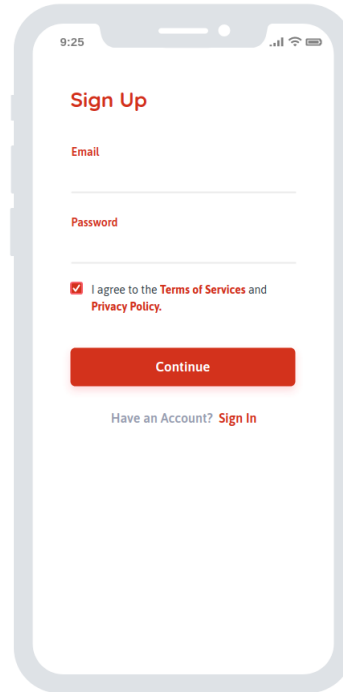 9:25
Sign Up
Email
Password
I agree to the Terms of Services and
Privacy Policy.
Continue
Have an Account? Sign In